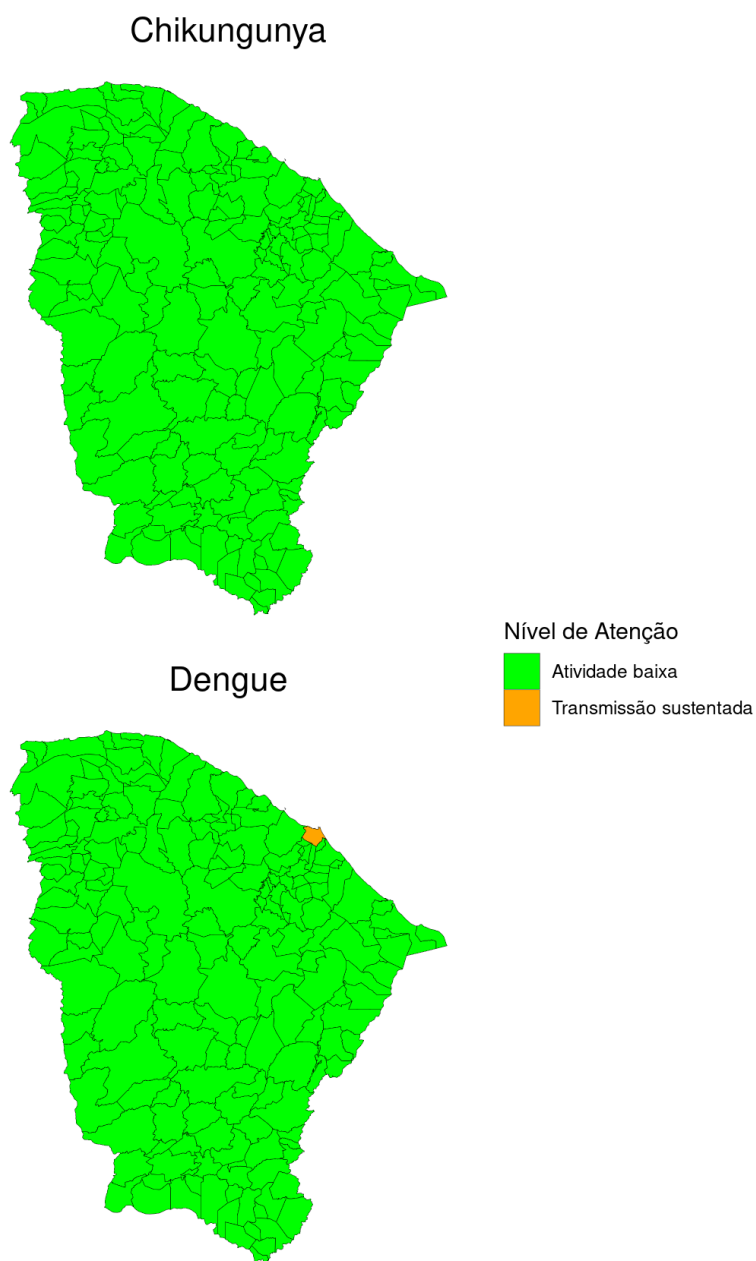 Chikungunya
Nível de Atenção
Atividade baixa
Transmissão sustentada
Dengue